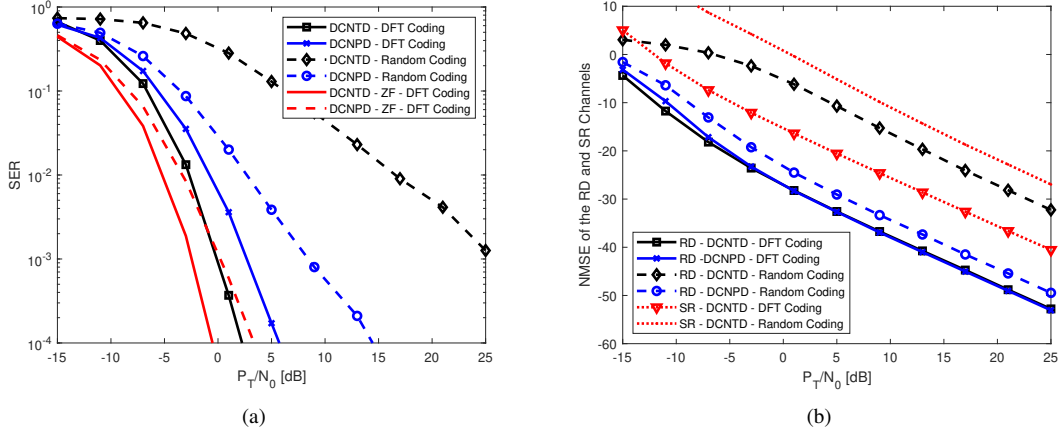 10^0
10^-1
10^-2
10^-3
10^-4
SER
-15 -10 -5 0 5 10 15 20 25
P_T/N_0 [dB]
DCNTD - DFT Coding
DCNPD - DFT Coding
DCNTD - Random Coding
DCNPD - Random Coding
DCNTD - ZF - DFT Coding
DCNPD - ZF - DFT Coding
(a)
10
0
-10
-20
-30
-40
-50
-60
NMSE of the RD and SR Channels
-15 -10 -5 0 5 10 15 20 25
P_T/N_0 [dB]
RD - DCNTD - DFT Coding
RD -DCNPD - DFT Coding
RD - DCNTD - Random Coding
RD - DCNPD - Random Coding
SR - DCNTD - DFT Coding
SR - DCNTD - Random Coding
(b)